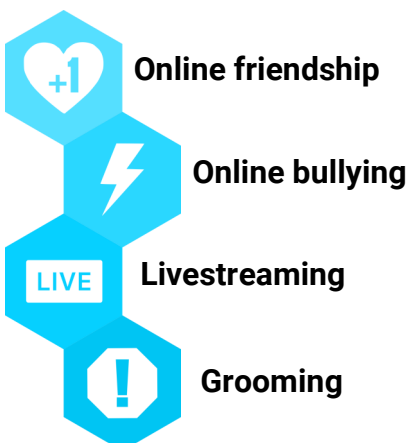 +1
Online friendship
Online bullying
LIVE
Livestreaming
!
Grooming